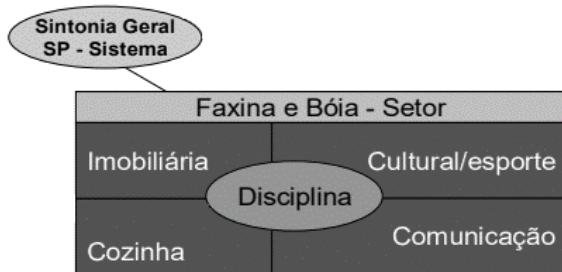 Sintonia Geral
SP - Sistema
Faxina e Bóia - Setor
Imobiliária
Cultural/esporte
Disciplina
Cozinha
Comunicação